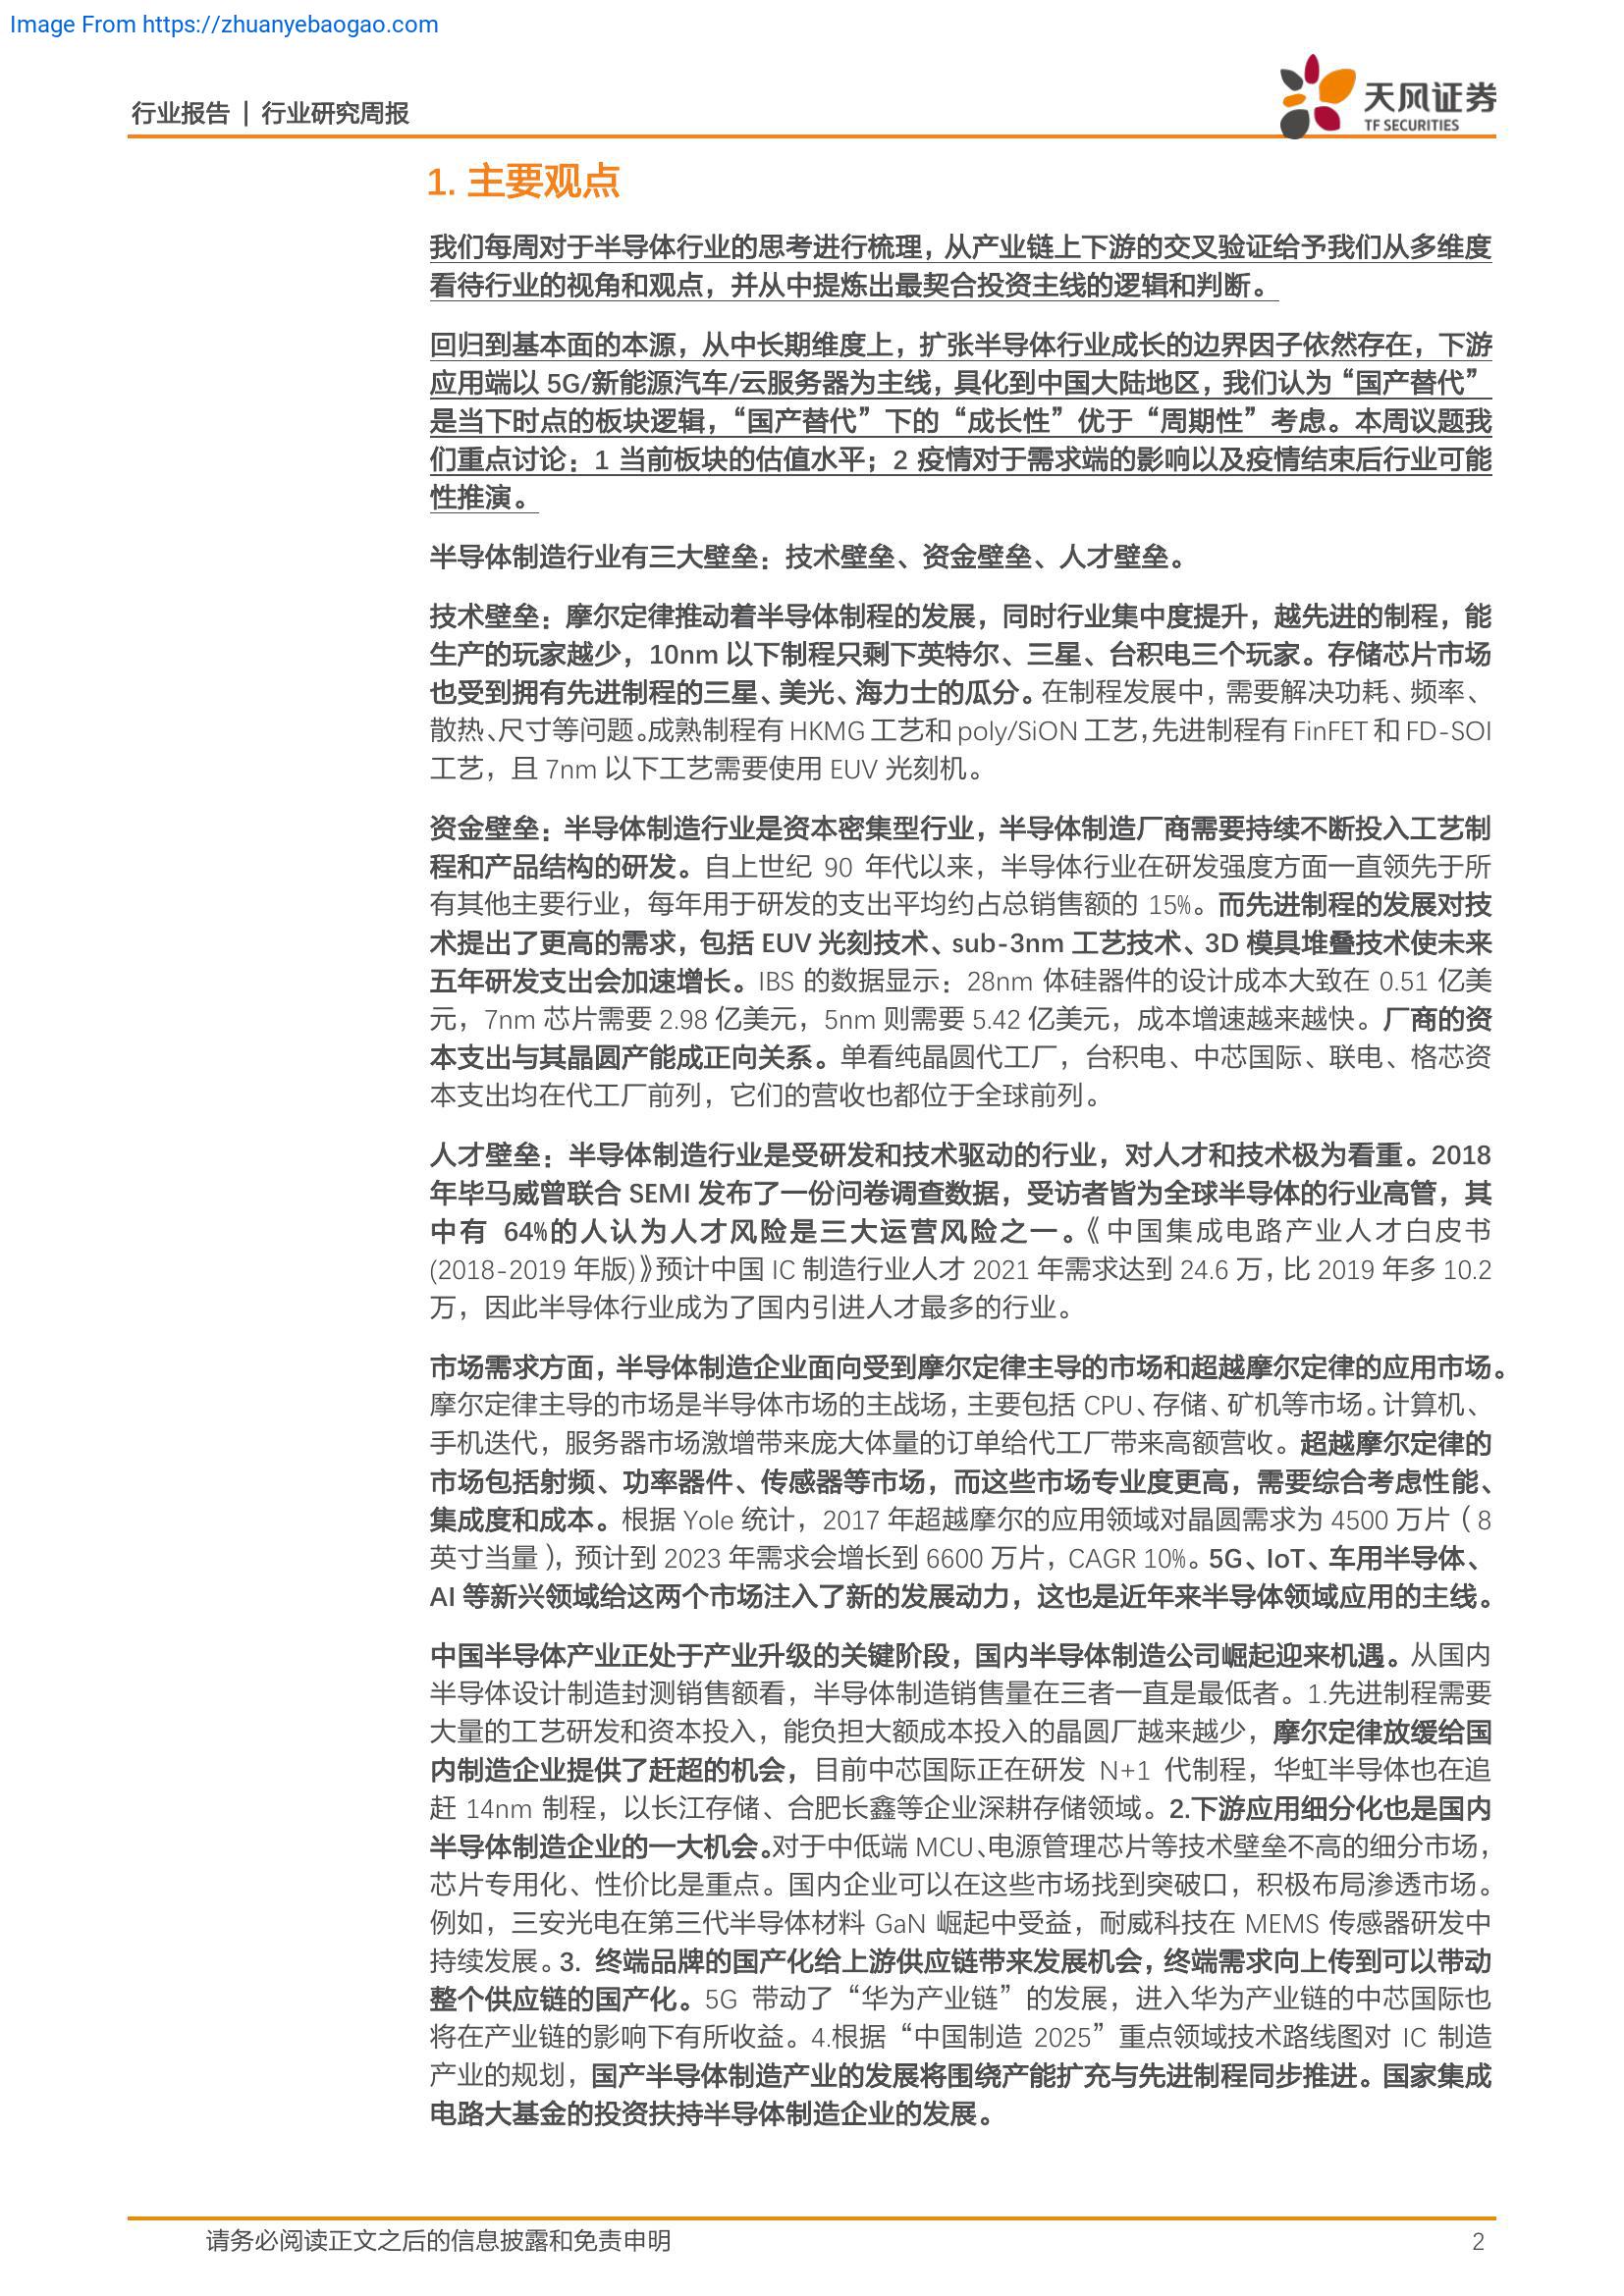 Image From https://zhuanyebaogao.com
行业报告 | 行业研究周报
天风证券
TF SECURITIES
1. 主要观点
我们每周对于半导体行业的思考进行梳理，从产业链上下游的交叉验证给予我们从多维度
看待行业的视角和观点，并从中提炼出最契合投资主线的逻辑和判断。
回归到基本面的本源，从中长期维度上，扩张半导体行业成长的边界因子依然存在，下游
应用端以 5G/新能源汽车/云服务器为主线，具化到中国大陆地区，我们认为“国产替代”
是当下时点的板块逻辑，“国产替代”下的“成长性”优于“周期性”考虑。本周议题我
们重点讨论：1 当前板块的估值水平；2 疫情对于需求端的影响以及疫情结束后行业可能
性推演。
半导体制造行业有三大壁垒：技术壁垒、资金壁垒、人才壁垒。
技术壁垒：摩尔定律推动着半导体制程的发展，同时行业集中度提升，越先进的制程，能
生产的玩家越少，10nm 以下制程只剩下英特尔、三星、台积电三个玩家。存储芯片市场
也受到拥有先进制程的三星、美光、海力士的瓜分。在制程发展中，需要解决功耗、频率、
散热、尺寸等问题。成熟制程有 HKMG 工艺和 poly/SiON 工艺，先进制程有 FinFET 和 FD-SOI
工艺，且 7nm 以下工艺需要使用 EUV 光刻机。
资金壁垒：半导体制造行业是资本密集型行业，半导体制造厂商需要持续不断投入工艺制
程和产品结构的研发。自上世纪 90 年代以来，半导体行业在研发强度方面一直领先于所
有其他主要行业，每年用于研发的支出平均约占总销售额的 15%。而先进制程的发展对技
术提出了更高的需求，包括 EUV 光刻技术、sub-3nm 工艺技术、3D 模具堆叠技术使未来
五年研发支出会加速增长。IBS 的数据显示：28nm 体硅器件的设计成本大致在 0.51 亿美
元，7nm 芯片需要 2.98 亿美元，5nm 则需要 5.42 亿美元，成本增速越来越快。厂商的资
本支出与其晶圆产能成正向关系。单看纯晶圆代工厂，台积电、中芯国际、联电、格芯资
本支出均在代工厂前列，它们的营收也都位于全球前列。
人才壁垒：半导体制造行业是受研发和技术驱动的行业，对人才和技术极为看重。2018
年毕马威曾联合 SEMI 发布了一份问卷调查数据，受访者皆为全球半导体的行业高管，其
中有 64%的人认为人才风险是三大运营风险之一。《中国集成电路产业人才白皮书
(2018-2019 年版)》预计中国 IC 制造行业人才 2021 年需求达到 24.6 万，比 2019 年多 10.2
万，因此半导体行业成为了国内引进人才最多的行业。
市场需求方面，半导体制造企业面向受到摩尔定律主导的市场和超越摩尔定律的应用市场。
摩尔定律主导的市场是半导体市场的主战场，主要包括 CPU、存储、矿机等市场。计算机、
手机迭代，服务器市场激增带来庞大体量的订单给代工厂带来高额营收。超越摩尔定律的
市场包括射频、功率器件、传感器等市场，而这些市场专业度更高，需要综合考虑性能、
集成度和成本。根据 Yole 统计，2017 年超越摩尔的应用领域对晶圆需求为 4500 万片（8
英寸当量），预计到 2023 年需求会增长到 6600 万片，CAGR 10%。5G、IoT、车用半导体、
AI 等新兴领域给这两个市场注入了新的发展动力，这也是近年来半导体领域应用的主线。
中国半导体产业正处于产业升级的关键阶段，国内半导体制造公司崛起迎来机遇。从国内
半导体设计制造封测销售额看，半导体制造销售量在三者一直是最低者。1.先进制程需要
大量的工艺研发和资本投入，能负担大额成本投入的晶圆厂越来越少，摩尔定律放缓给国
内制造企业提供了赶超的机会，目前中芯国际正在研发 N+1 代制程，华虹半导体也在追
赶 14nm 制程，以长江存储、合肥长鑫等企业深耕存储领域。2.下游应用细分化也是国内
半导体制造企业的一大机会。对于中低端 MCU、电源管理芯片等技术壁垒不高的细分市场，
芯片专用化、性价比是重点。国内企业可以在这些市场找到突破口，积极布局渗透市场。
例如，三安光电在第三代半导体材料 GaN 崛起中受益，耐威科技在 MEMS 传感器研发中
持续发展。3. 终端品牌的国产化给上游供应链带来发展机会，终端需求向上传到可以带动
整个供应链的国产化。5G 带动了“华为产业链”的发展，进入华为产业链的中芯国际也
将在产业链的影响下有所收益。4.根据“中国制造 2025”重点领域技术路线图对 IC 制造
产业的规划，国产半导体制造产业的发展将围绕产能扩充与先进制程同步推进。国家集成
电路大基金的投资扶持半导体制造企业的发展。
请务必阅读正文之后的信息披露和免责申明
2